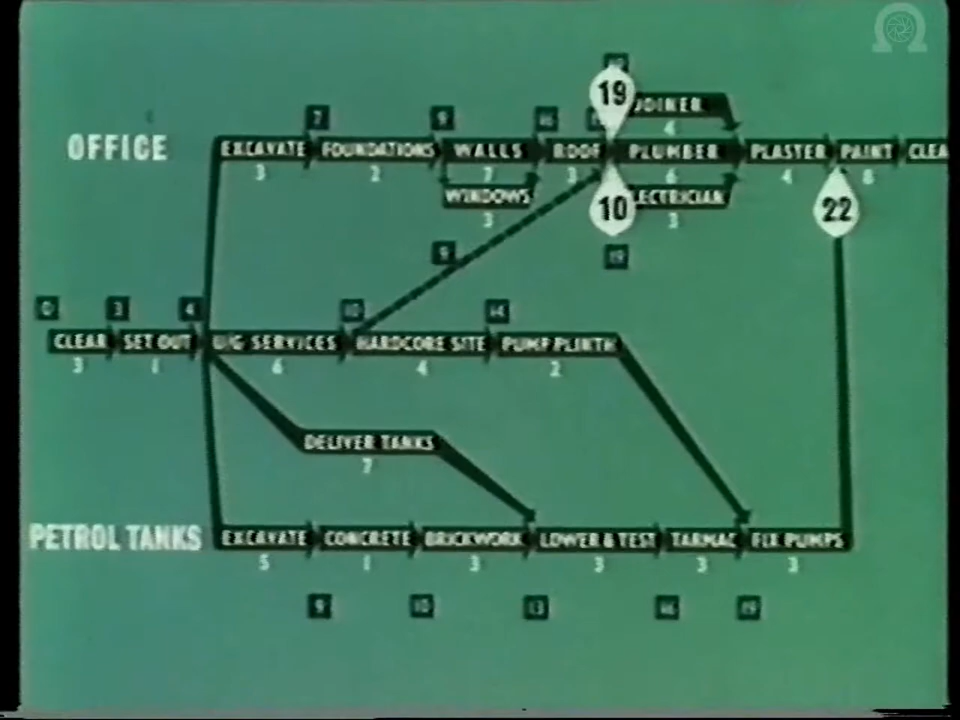 19 JOINER
7 9 16
4
OFFICE EXCAVATE FOUNDATIONS WALLS ROOF PLUMBER PLASTER PAINT CLEA
3 2 7 3 6 4 8
WINDOWS 10 ELECTRICIAN 22
3 3
9 19
0 3 4 10 14
CLEAR SET OUT U/G SERVICES HARDCORE SITE PUMP PLINTH
3 1 6 4 2
DELIVER TANKS
7
PETROL TANKS EXCAVATE CONCRETE BRICKWORK LOWER & TEST TARMAC FIX PUMPS
5 1 3 3 3 3
9 10 13 16 19